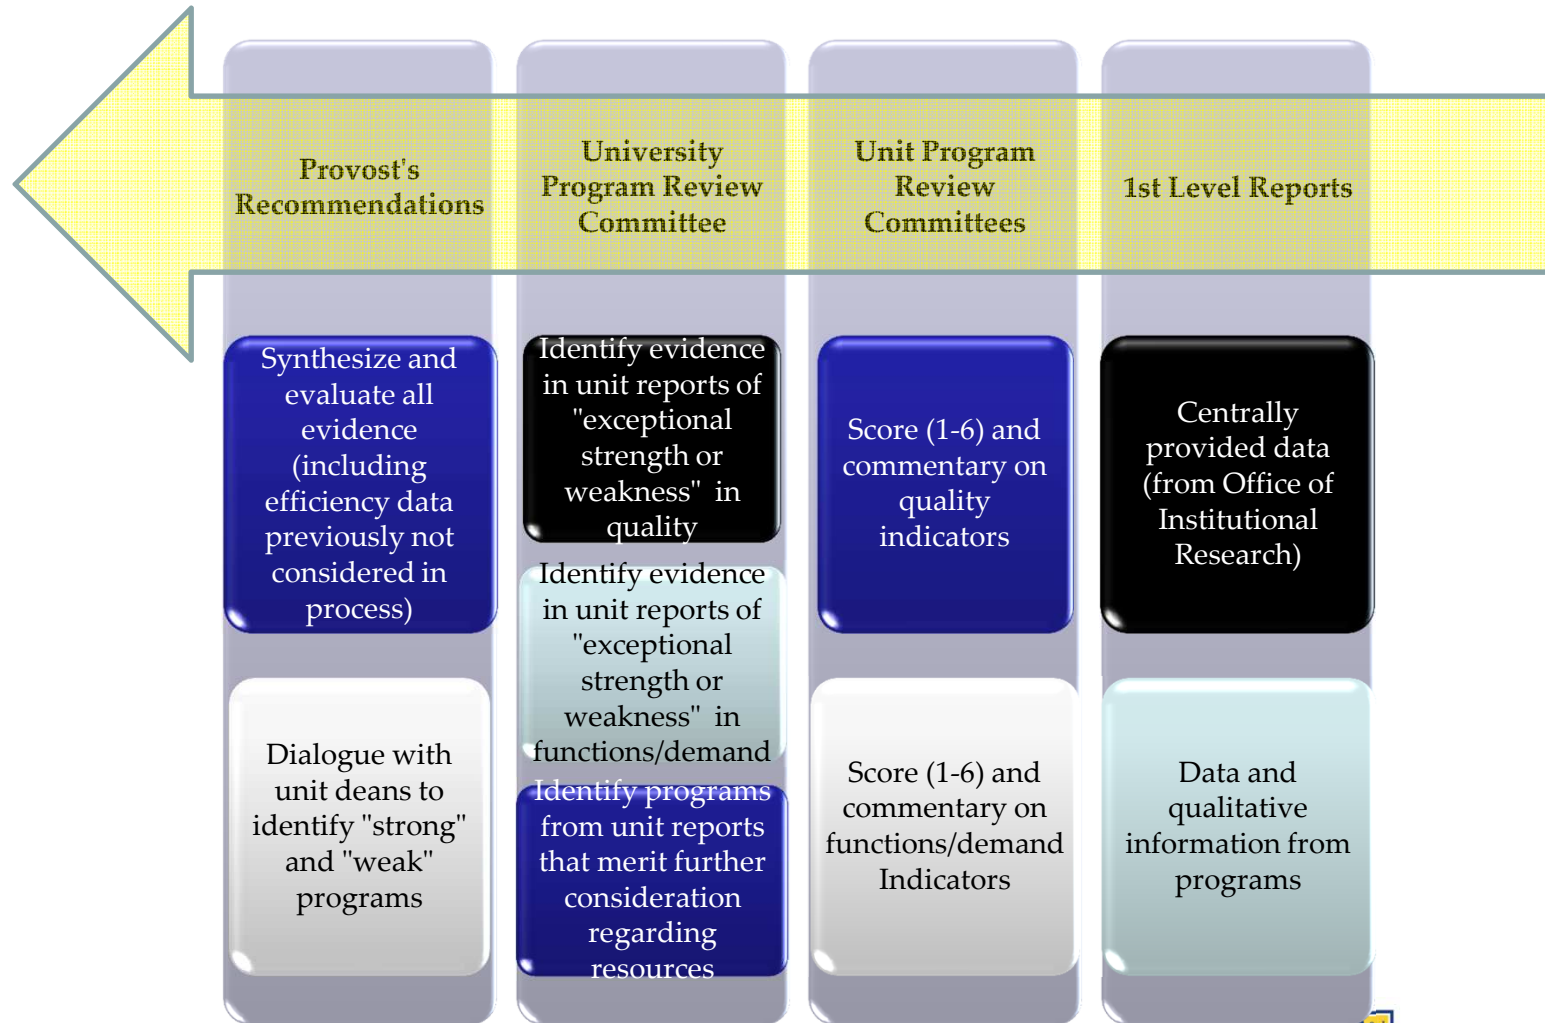 Provost's
Recommendations
University
Program Review
Committee
Unit Program
Review
Committees
1st Level Reports
Synthesize and
evaluate all
evidence
(including
efficiency data
previously not
considered in
process)
Dialogue with
unit deans to
identify "strong"
and "weak"
programs
Identify evidence
in unit reports of
"exceptional
strength or
weakness"  in
quality
Identify evidence
in unit reports of
"exceptional
strength or
weakness"  in
functions/demand
Identify programs
from unit reports
that merit further
consideration
regarding
resources
Score (1-6) and
commentary on
quality
indicators
Score (1-6) and
commentary on
functions/demand
Indicators
Centrally
provided data
(from Office of
Institutional
Research)
Data and
qualitative
information from
programs